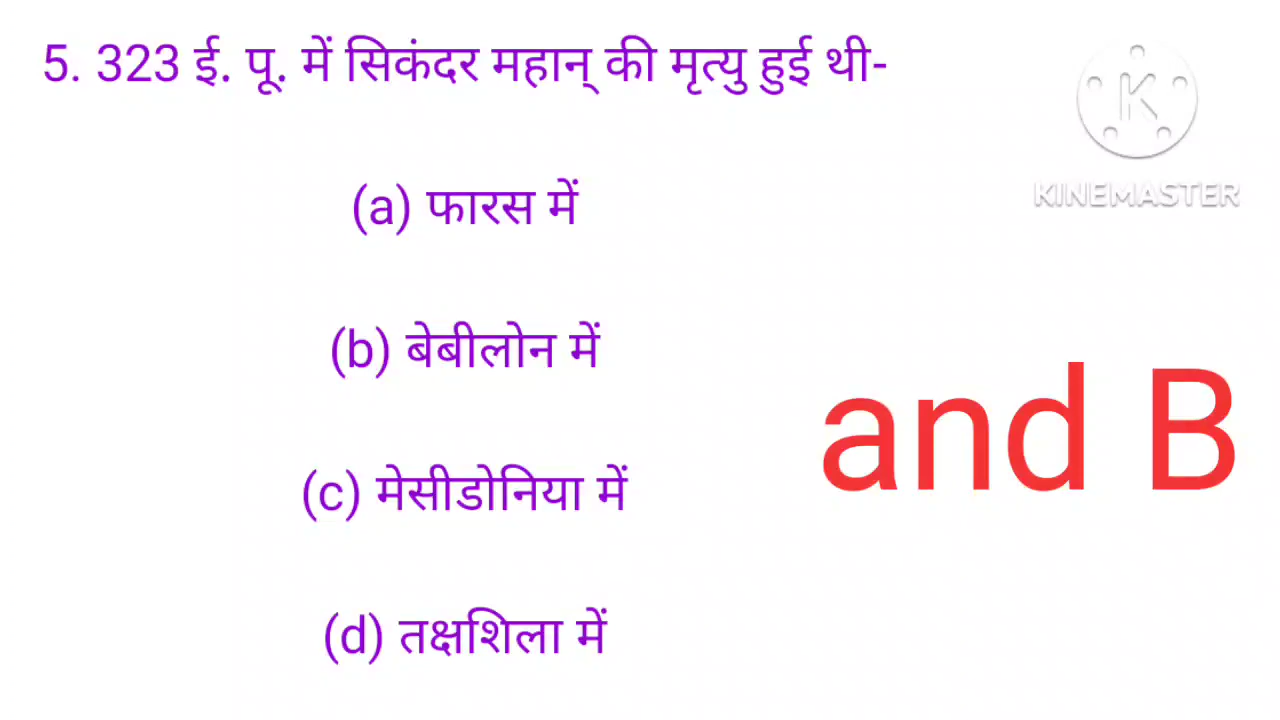 5. 323 ई. पू. में सिकंदर महान् की मृत्यु हुई थी-
KINEMASTER
(a) फारस में
(b) बेबीलोन में
and B
(c) मेसीडोनिया में
(d) तक्षशिला में